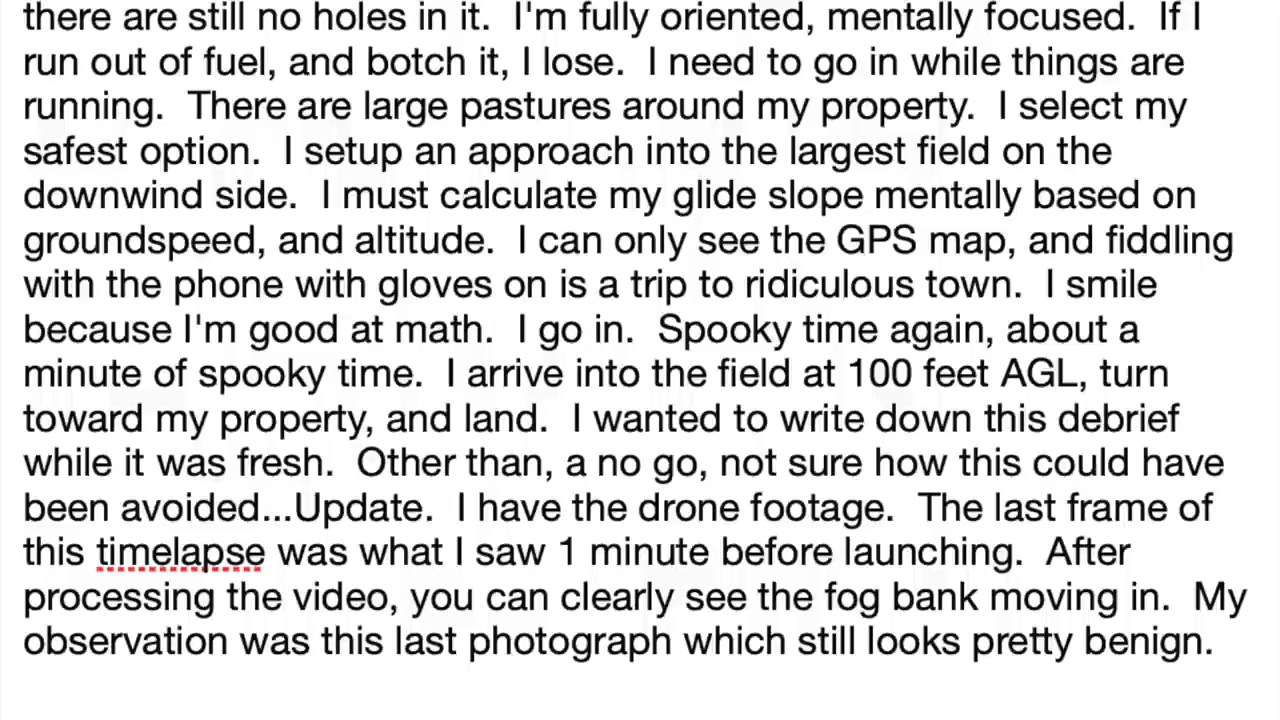 there are still no holes in it.  I'm fully oriented, mentally focused.  If I
run out of fuel, and botch it, I lose.  I need to go in while things are
running.  There are large pastures around my property.  I select my
safest option.  I setup an approach into the largest field on the
downwind side.  I must calculate my glide slope mentally based on
groundspeed, and altitude.  I can only see the GPS map, and fiddling
with the phone with gloves on is a trip to ridiculous town.  I smile
because I'm good at math.  I go in.  Spooky time again, about a
minute of spooky time.  I arrive into the field at 100 feet AGL, turn
toward my property, and land.  I wanted to write down this debrief
while it was fresh.  Other than, a no go, not sure how this could have
been avoided...Update.  I have the drone footage.  The last frame of
this timelapse was what I saw 1 minute before launching.  After
processing the video, you can clearly see the fog bank moving in.  My
observation was this last photograph which still looks pretty benign.